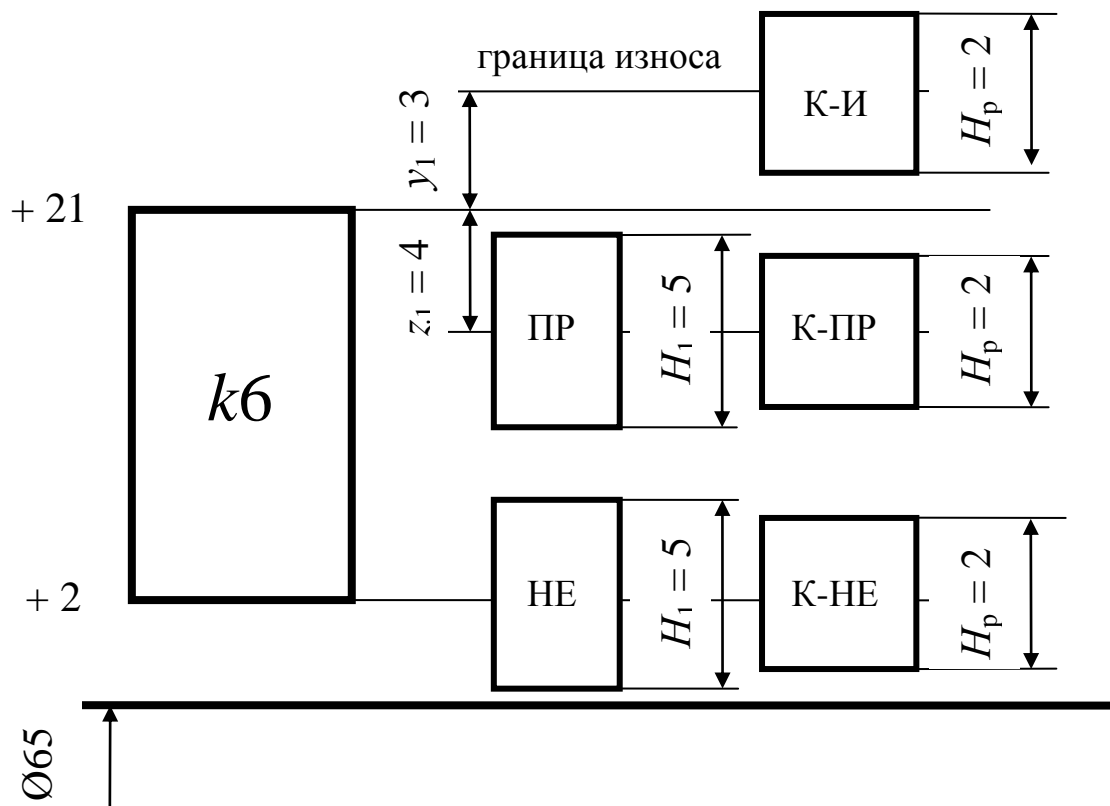 граница износа
К-И
Hр = 2
y1 = 3
+ 21
z1 = 4
ПР
H1 = 5
К-ПР
Hр = 2
k6
НЕ
H1 = 5
К-НЕ
Hр = 2
+ 2
Ø65